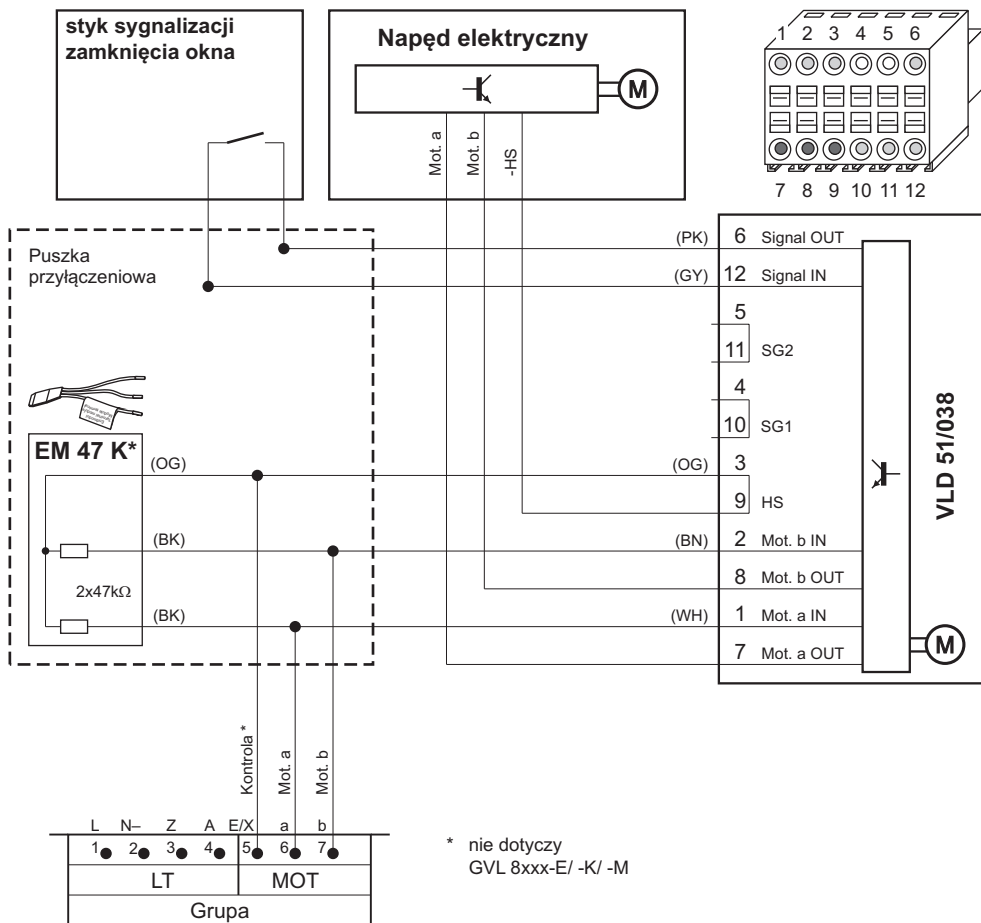 styk sygnalizacji
zamknięcia okna
Napęd elektryczny
M
Mot. a
Mot. b
-HS
1 2 3 4 5 6
7 8 9 10 11 12
Puszka
przyłączeniowa
(PK) 6 Signal OUT
(GY) 12 Signal IN
5
11 SG2
4
10 SG1
EM 47 K*
(OG)
(OG) 3
9 HS
(BK)
(BN) 2 Mot. b IN
2x47kΩ
8 Mot. b OUT
(BK)
(WH) 1 Mot. a IN
7 Mot. a OUT
VLD 51/038
M
Kontrola *
Mot. a
Mot. b
L N– Z A E/X a b
1 2 3 4 5 6 7
LT MOT
Grupa
* nie dotyczy
GVL 8xxx-E/ -K/ -M